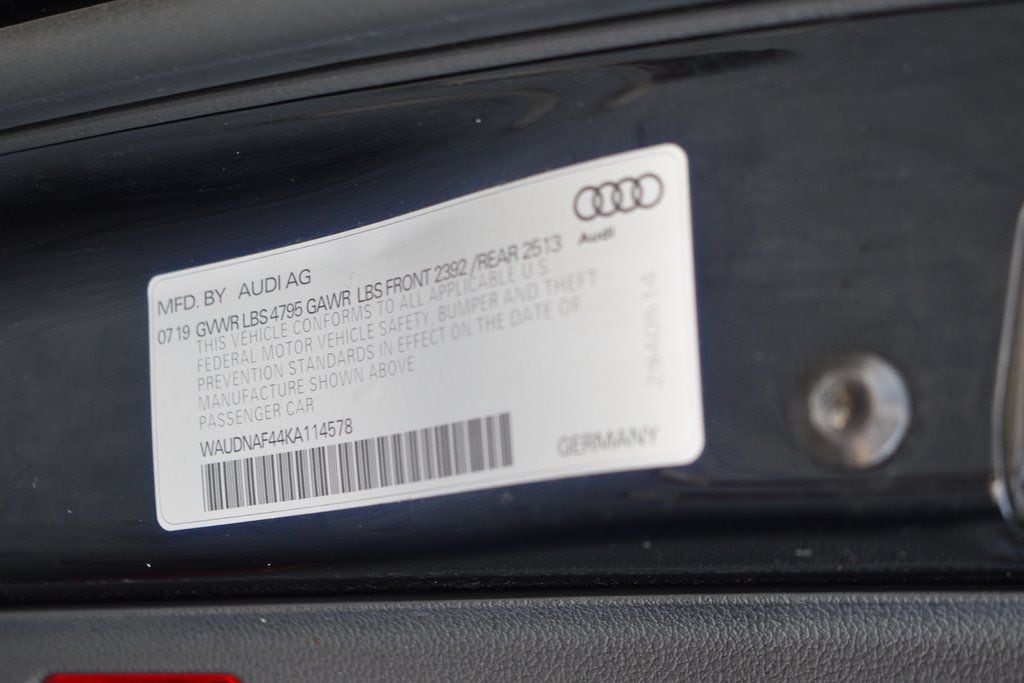 Audi
MFD. BY AUDI AG
07 19 GVWR LBS 4795 GAWR LBS FRONT 2392 /REAR 2513
THIS VEHICLE CONFORMS TO ALL APPLICABLE U.S.
FEDERAL MOTOR VEHICLE SAFETY, BUMPER AND THEFT
PREVENTION STANDARDS IN EFFECT ON THE DATE OF
MANUFACTURE SHOWN ABOVE
PASSENGER CAR
WAUDNAF44KA114578
GERMANY